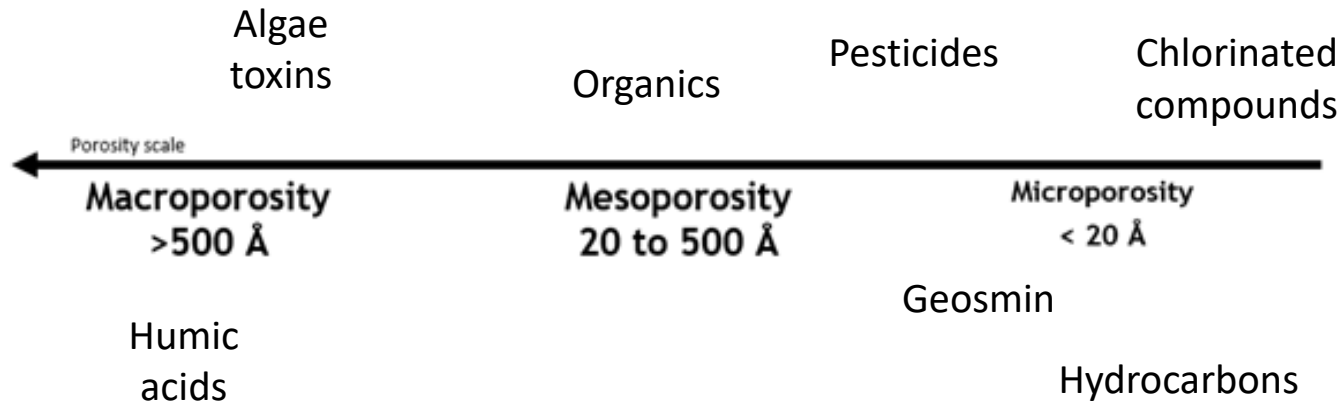 Algae
toxins
Organics
Pesticides
Chlorinated
compounds
Porosity scale
Macroporosity
>500 Å
Mesoporosity
20 to 500 Å
Microporosity
< 20 Å
Geosmin
Humic
acids
Hydrocarbons